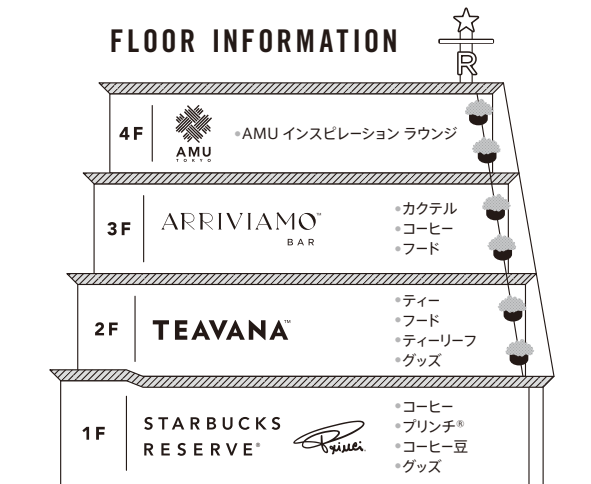 FLOOR INFORMATION
R
4F
AMU
TOKYO
•AMU インスピレーション ラウンジ
3F
ARRIVIAMO™
BAR
•カクテル
•コーヒー
•フード
2F
TEAVANA™
•ティー
•フード
•ティーリーフ
•グッズ
1F
STARBUCKS
RESERVE®
Princi
•コーヒー
•プリンチ®
•コーヒー豆
•グッズ